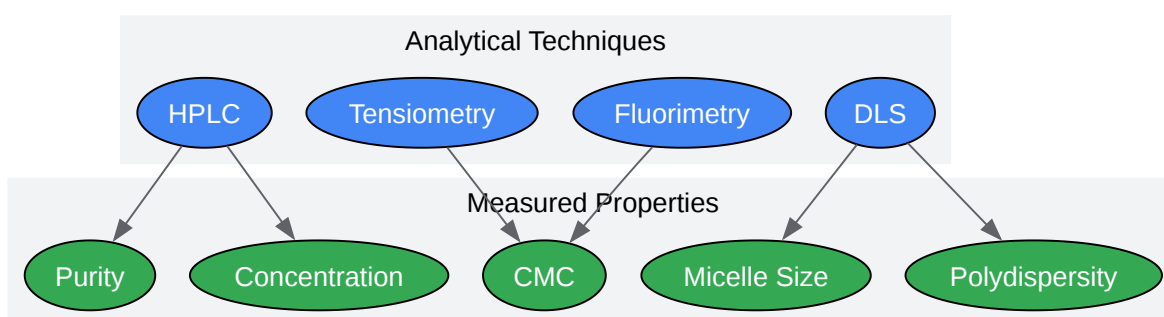 Analytical Techniques
HPLC
Tensiometry
Fluorimetry
DLS
Measured Properties
Purity
Concentration
CMC
Micelle Size
Polydispersity